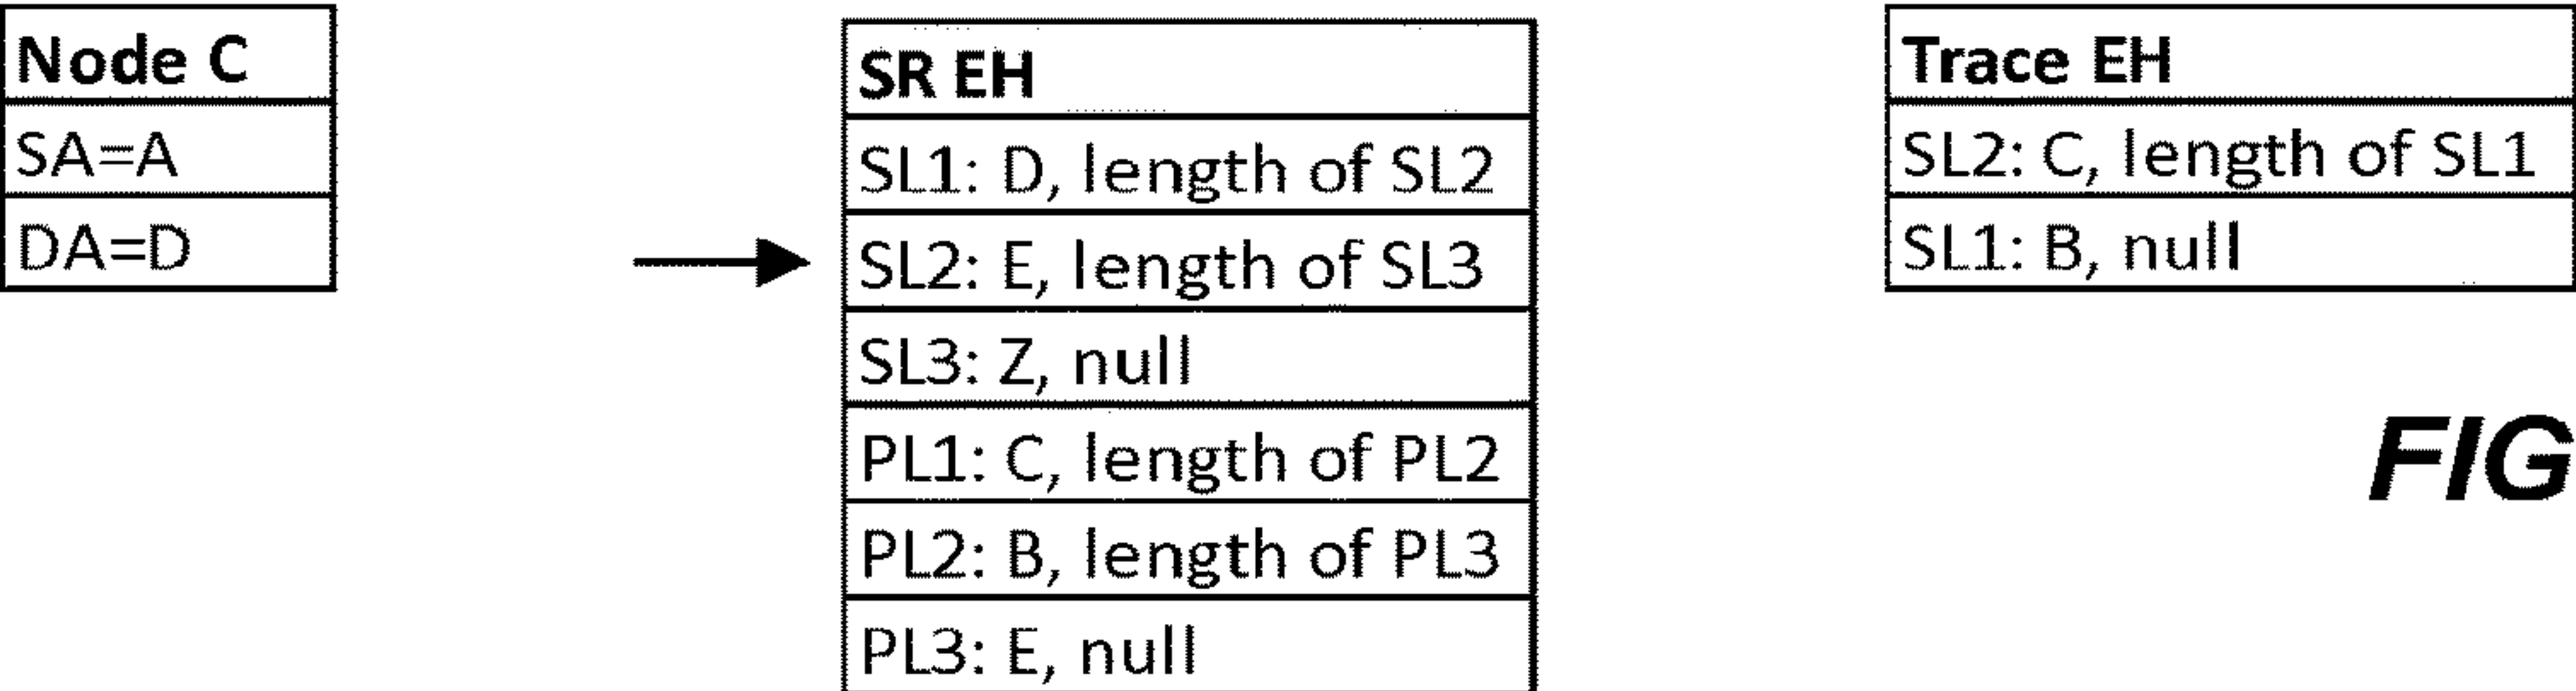 Node C
SA=A
DA=D
SR EH
SL1: D, length of SL2
SL2: E, length of SL3
SL3: Z, null
PL1: C, length of PL2
PL2: B, length of PL3
PL3: E, null
Trace EH
SL2: C, length of SL1
SL1: B, null
FIG